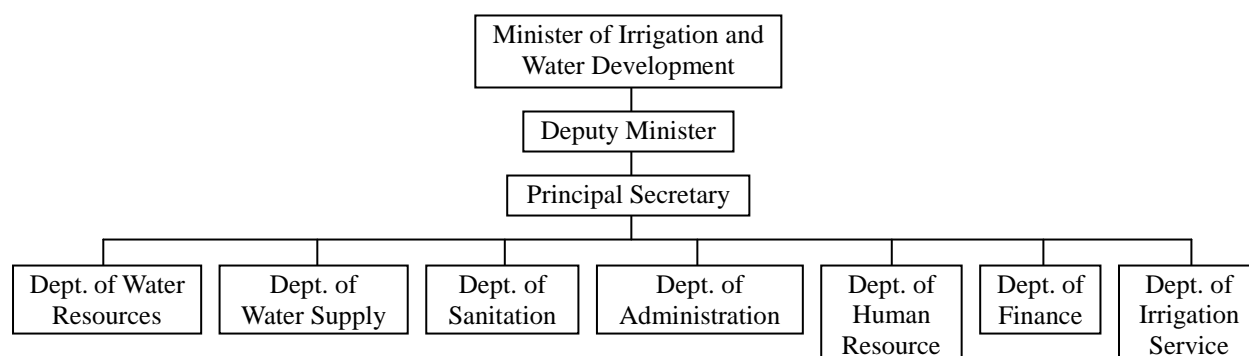 Minister of Irrigation and
Water Development
Deputy Minister
Principal Secretary
Dept. of Water
Resources
Dept. of
Water Supply
Dept. of
Sanitation
Dept. of
Administration
Dept. of
Human
Resource
Dept. of
Finance
Dept. of
Irrigation
Service